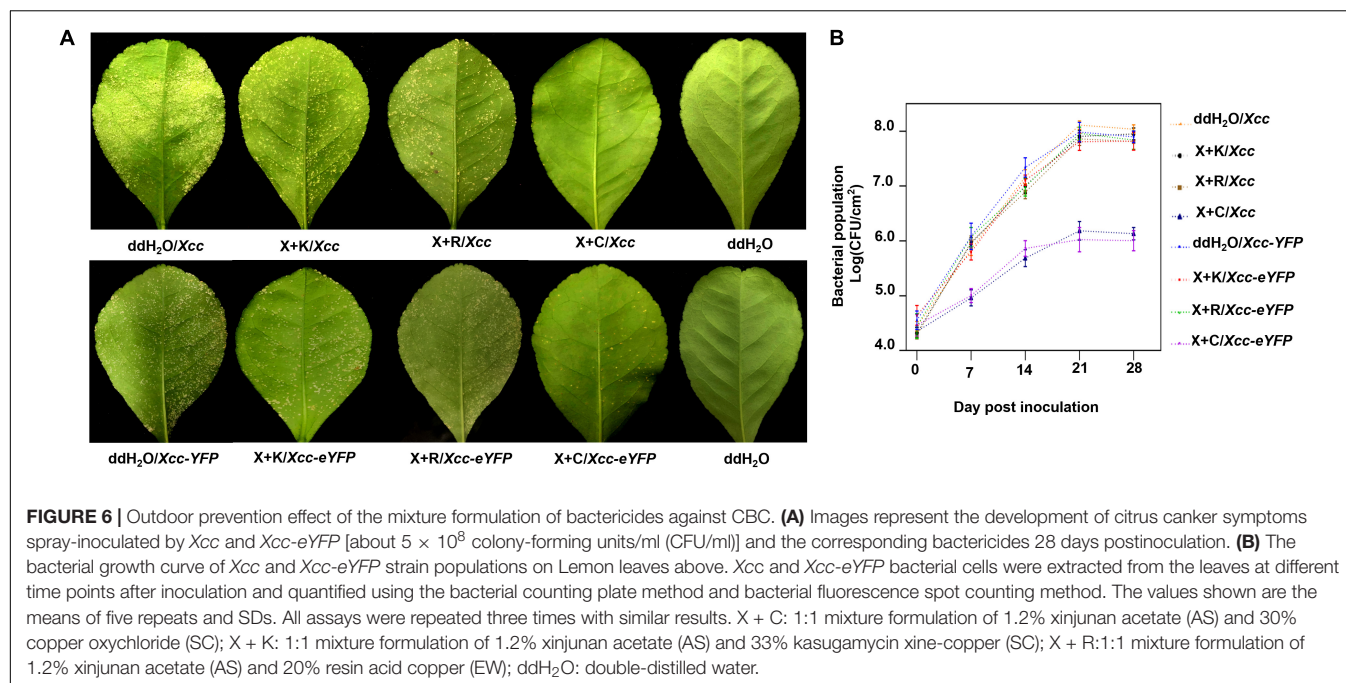 A
ddH₂O/Xcc X+K/Xcc X+R/Xcc X+C/Xcc ddH₂O
ddH₂O/Xcc-YFP X+K/Xcc-eYFP X+R/Xcc-eYFP X+C/Xcc-eYFP ddH₂O
B
Bacterial population
Log(CFU/cm²)
8.0
7.0
6.0
5.0
4.0
0 7 14 21 28
Day post inoculation
ddH₂O/Xcc
X+K/Xcc
X+R/Xcc
X+C/Xcc
ddH₂O/Xcc-YFP
X+K/Xcc-eYFP
X+R/Xcc-eYFP
X+C/Xcc-eYFP
FIGURE 6 | Outdoor prevention effect of the mixture formulation of bactericides against CBC. (A) Images represent the development of citrus canker symptoms
spray-inoculated by Xcc and Xcc-eYFP [about 5 × 10⁸ colony-forming units/ml (CFU/ml)] and the corresponding bactericides 28 days postinoculation. (B) The
bacterial growth curve of Xcc and Xcc-eYFP strain populations on Lemon leaves above. Xcc and Xcc-eYFP bacterial cells were extracted from the leaves at different
time points after inoculation and quantified using the bacterial counting plate method and bacterial fluorescence spot counting method. The values shown are the
means of five repeats and SDs. All assays were repeated three times with similar results. X + C: 1:1 mixture formulation of 1.2% xinjunan acetate (AS) and 30%
copper oxychloride (SC); X + K: 1:1 mixture formulation of 1.2% xinjunan acetate (AS) and 33% kasugamycin xine-copper (SC); X + R:1:1 mixture formulation of
1.2% xinjunan acetate (AS) and 20% resin acid copper (EW); ddH₂O: double-distilled water.